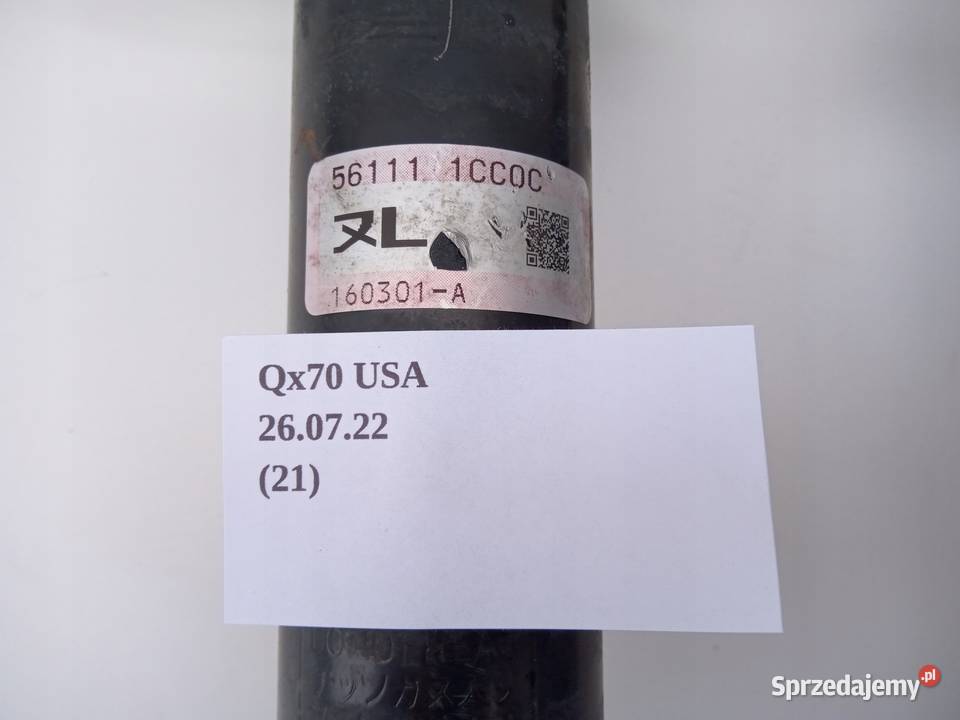 56111 1CC0C
ヌL
160301-A
Qx70 USA
26.07.22
(21)
Sprzedajemy.pl